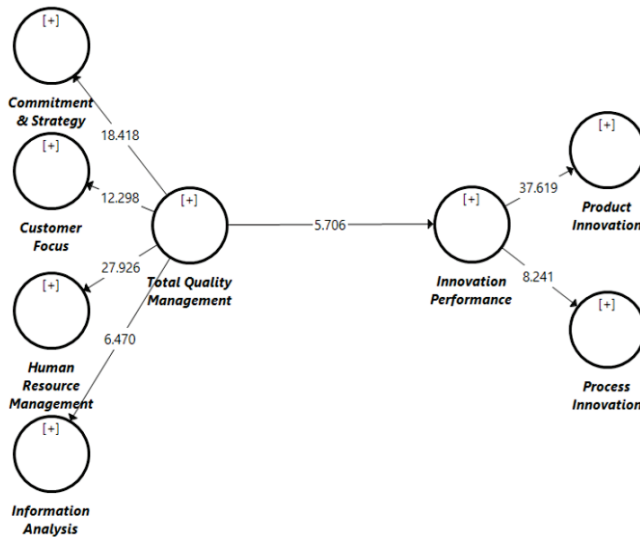 [+]
Commitment
& Strategy
18.418
[+]
Customer
Focus
12.298
[+]
Human
Resource
Management
27.926
[+]
Information
Analysis
6.470
[+]
Total Quality
Management
5.706
[+]
Innovation
Performance
37.619
[+]
Product
Innovation
8.241
[+]
Process
Innovation